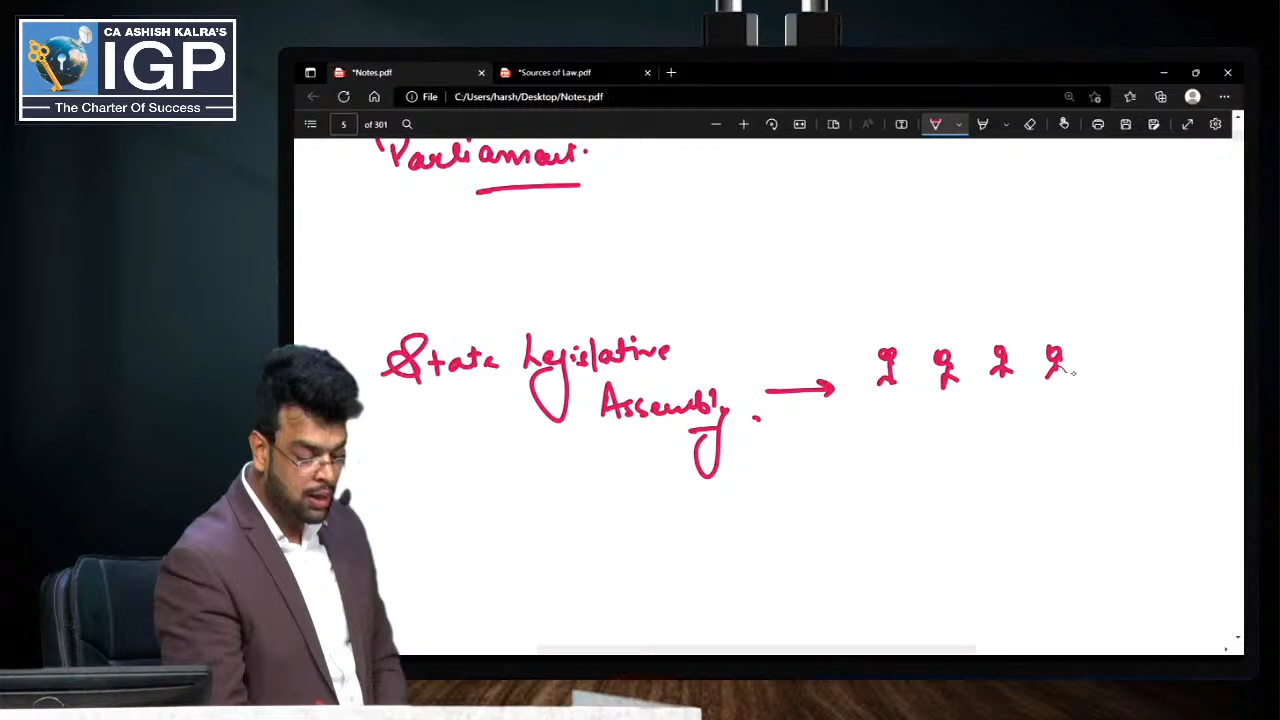 CA ASHISH KALRA'S
IGP
The Charter Of Success
*Notes.pdf
*Sources of Law.pdf
File
C:/Users/harsh/Desktop/Notes.pdf
5
of 301
Parliament.
State Legislative
Assembly.